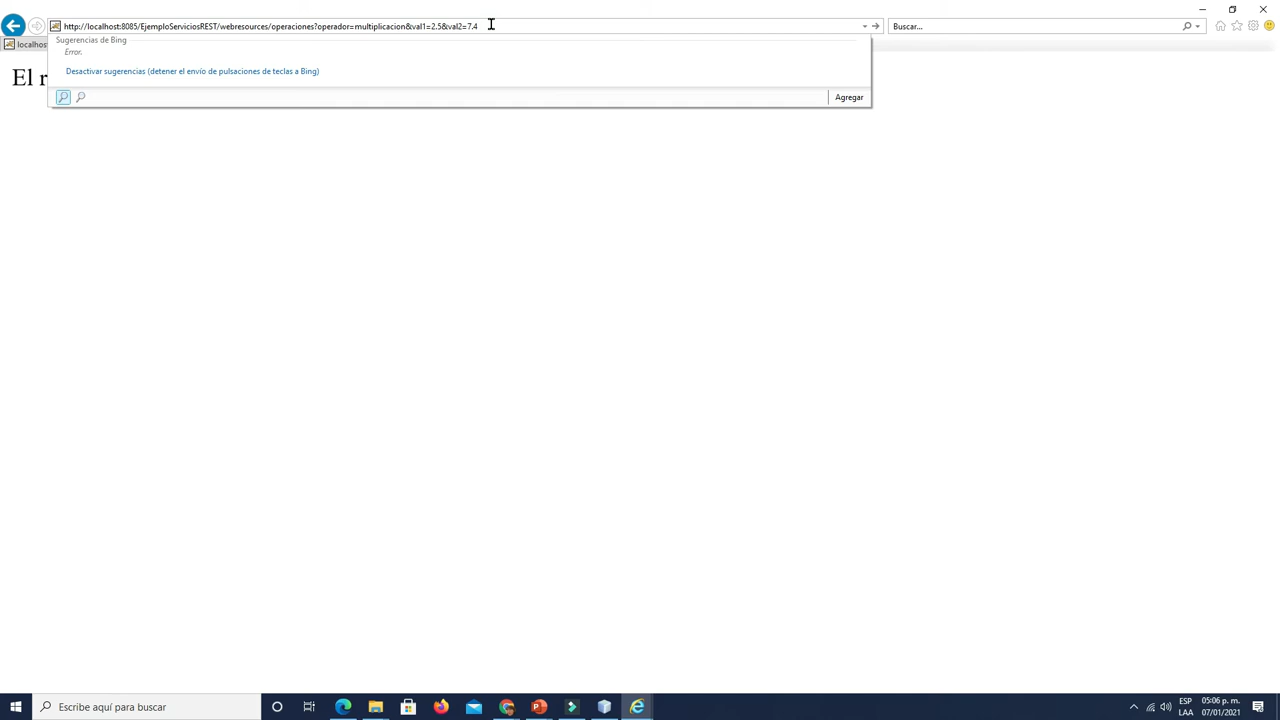 http://localhost:8085/EjemploServiciosREST/webresources/operaciones?operador=multiplicacion&val1=2.5&val2=7.4
Buscar...
localhos
Sugerencias de Bing
Error.
Desactivar sugerencias (detener el envío de pulsaciones de teclas a Bing)
El r
Agregar
Escribe aquí para buscar
ESP
LAA
05:06 p. m.
07/01/2021